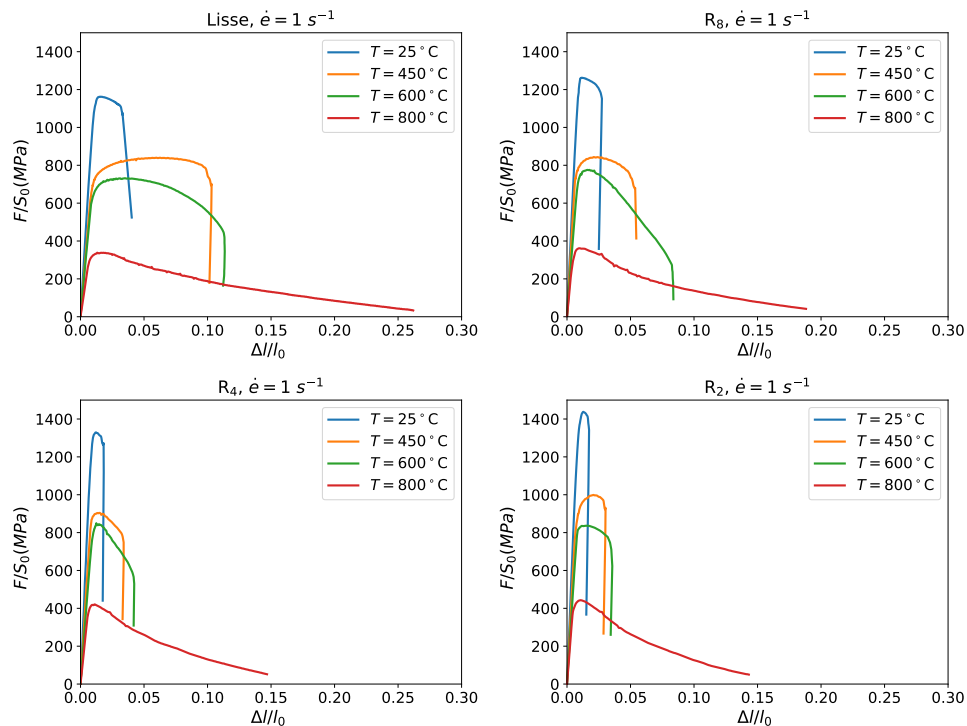 Lisse, ė = 1 s⁻¹
T = 25°C
T = 450°C
T = 600°C
T = 800°C
F/S₀(MPa)
1400
1200
1000
800
600
400
200
0
0.00 0.05 0.10 0.15 0.20 0.25 0.30
Δl/l₀
R₈, ė = 1 s⁻¹
T = 25°C
T = 450°C
T = 600°C
T = 800°C
F/S₀(MPa)
1400
1200
1000
800
600
400
200
0
0.00 0.05 0.10 0.15 0.20 0.25 0.30
Δl/l₀
R₄, ė = 1 s⁻¹
T = 25°C
T = 450°C
T = 600°C
T = 800°C
F/S₀(MPa)
1400
1200
1000
800
600
400
200
0
0.00 0.05 0.10 0.15 0.20 0.25 0.30
Δl/l₀
R₂, ė = 1 s⁻¹
T = 25°C
T = 450°C
T = 600°C
T = 800°C
F/S₀(MPa)
1400
1200
1000
800
600
400
200
0
0.00 0.05 0.10 0.15 0.20 0.25 0.30
Δl/l₀